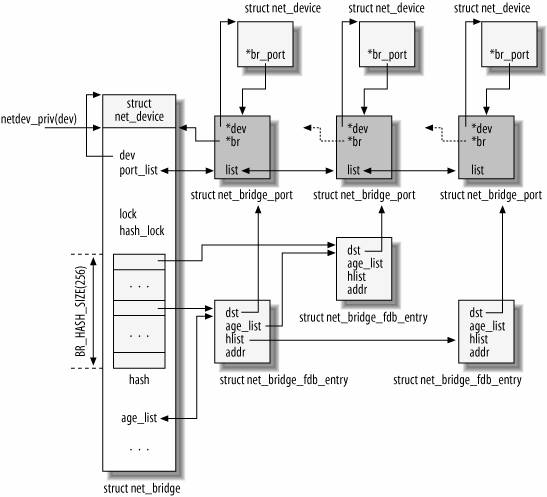 struct net_device
struct net_device
struct net_device
*br_port
*br_port
*br_port
struct
net_device
netdev_priv(dev)
*dev
*br
list
*dev
*br
list
*dev
*br
list
dev
port_list
struct net_bridge_port
struct net_bridge_port
struct net_bridge_port
lock
hash_lock
BR_HASH_SIZE(256)
. . .
. . .
hash
dst
age_list
hlist
addr
struct net_bridge_fdb_entry
dst
age_list
hlist
addr
struct net_bridge_fdb_entry
dst
age_list
hlist
addr
struct net_bridge_fdb_entry
age_list
. . .
struct net_bridge